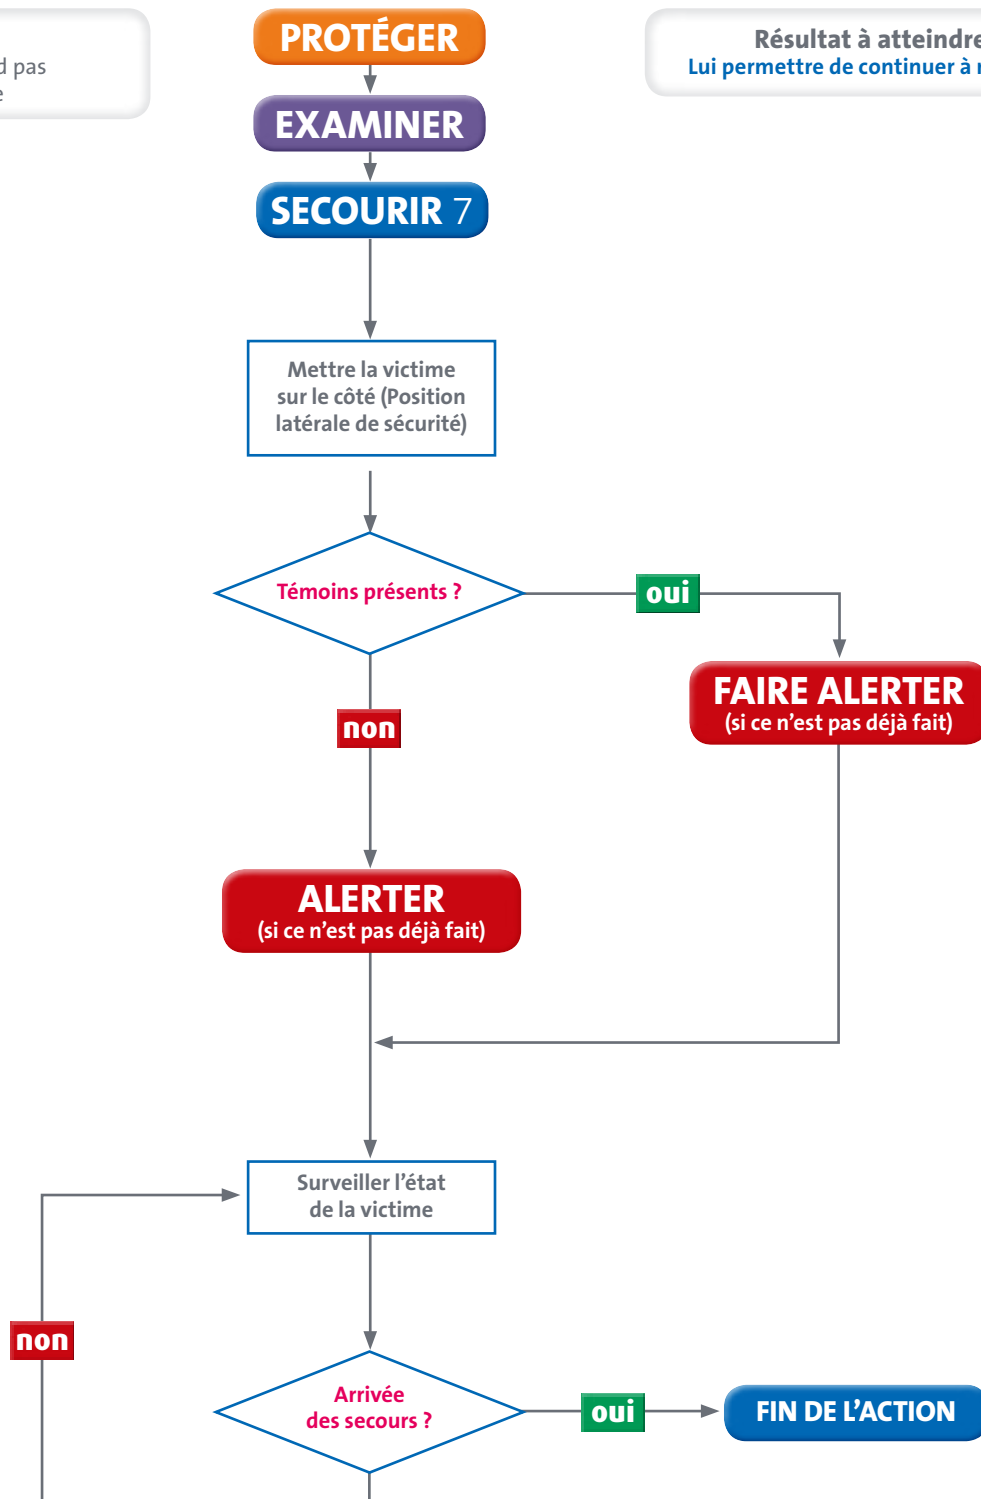 PROTÉGER
pas
Résultat à atteindre
Lui permettre de continuer à
EXAMINER
SECOURIR 7
Mettre la victime
sur le côté (Position
latérale de sécurité)
Témoins présents ?
oui
FAIRE ALERTER
(si ce n'est pas déjà fait)
non
ALERTER
(si ce n'est pas déjà fait)
Surveiller l'état
de la victime
non
Arrivée
des secours ?
oui
FIN DE L'ACTION